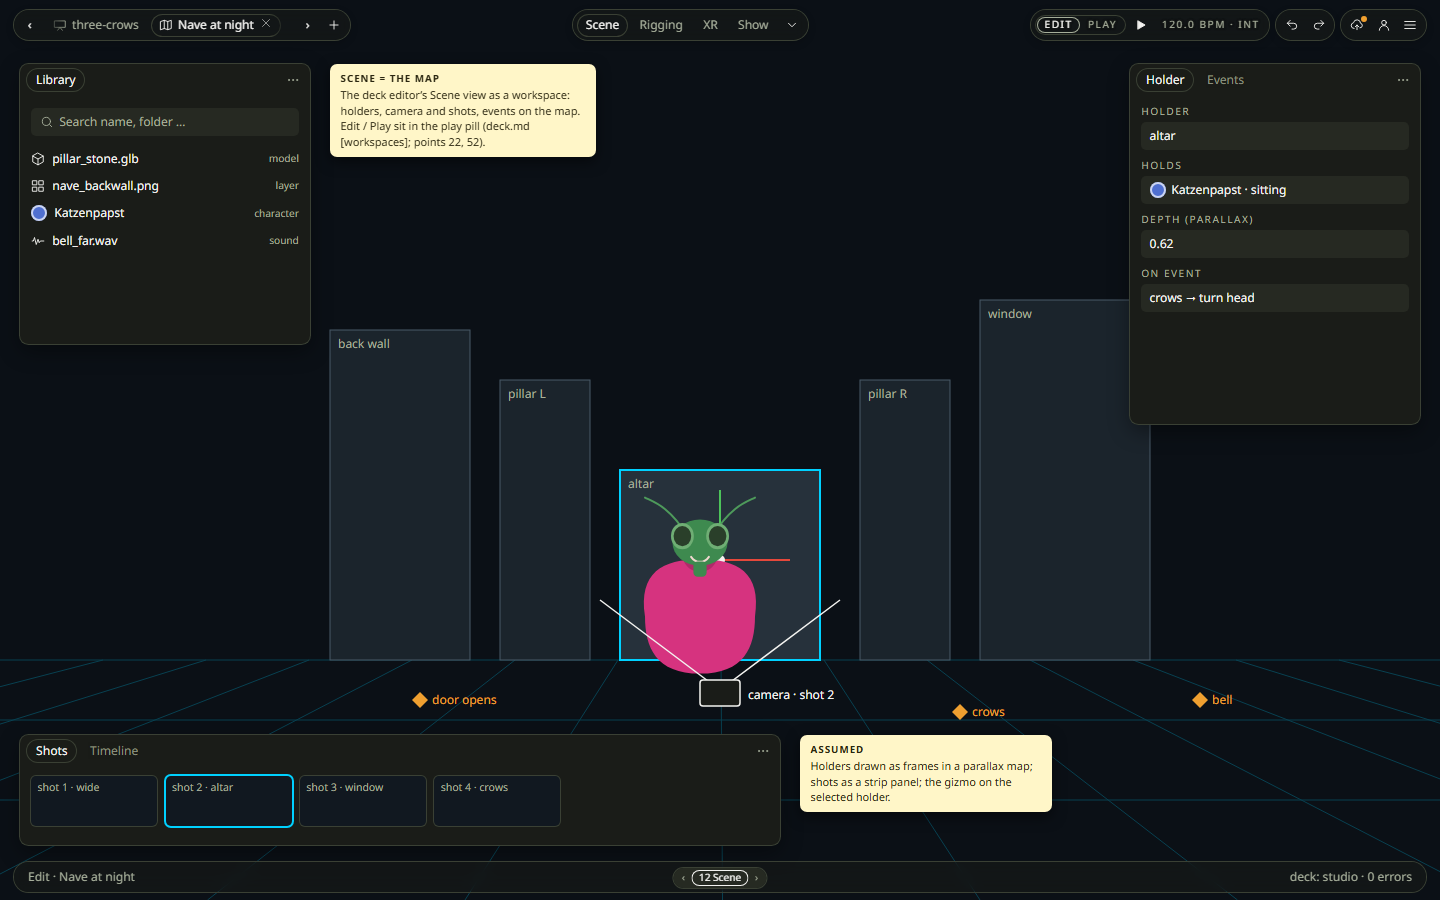 three-crows
Nave at night
Scene
Rigging
XR
Show
EDIT
PLAY
120.0 BPM · INT
Library
Search name, folder ...
pillar_stone.glb
model
nave_backwall.png
layer
Katzenpapst
character
bell_far.wav
sound
SCENE = THE MAP
The deck editor's Scene view as a workspace:
holders, camera and shots, events on the map.
Edit / Play sit in the play pill (deck.md
[workspaces]; points 22, 52).
Holder
Events
HOLDER
altar
HOLDS
Katzenpapst · sitting
DEPTH (PARALLAX)
0.62
ON EVENT
crows → turn head
back wall
pillar L
altar
pillar R
window
door opens
camera · shot 2
crows
bell
Shots
Timeline
shot 1 · wide
shot 2 · altar
shot 3 · window
shot 4 · crows
ASSUMED
Holders drawn as frames in a parallax map;
shots as a strip panel; the gizmo on the
selected holder.
Edit · Nave at night
12 Scene
deck: studio · 0 errors